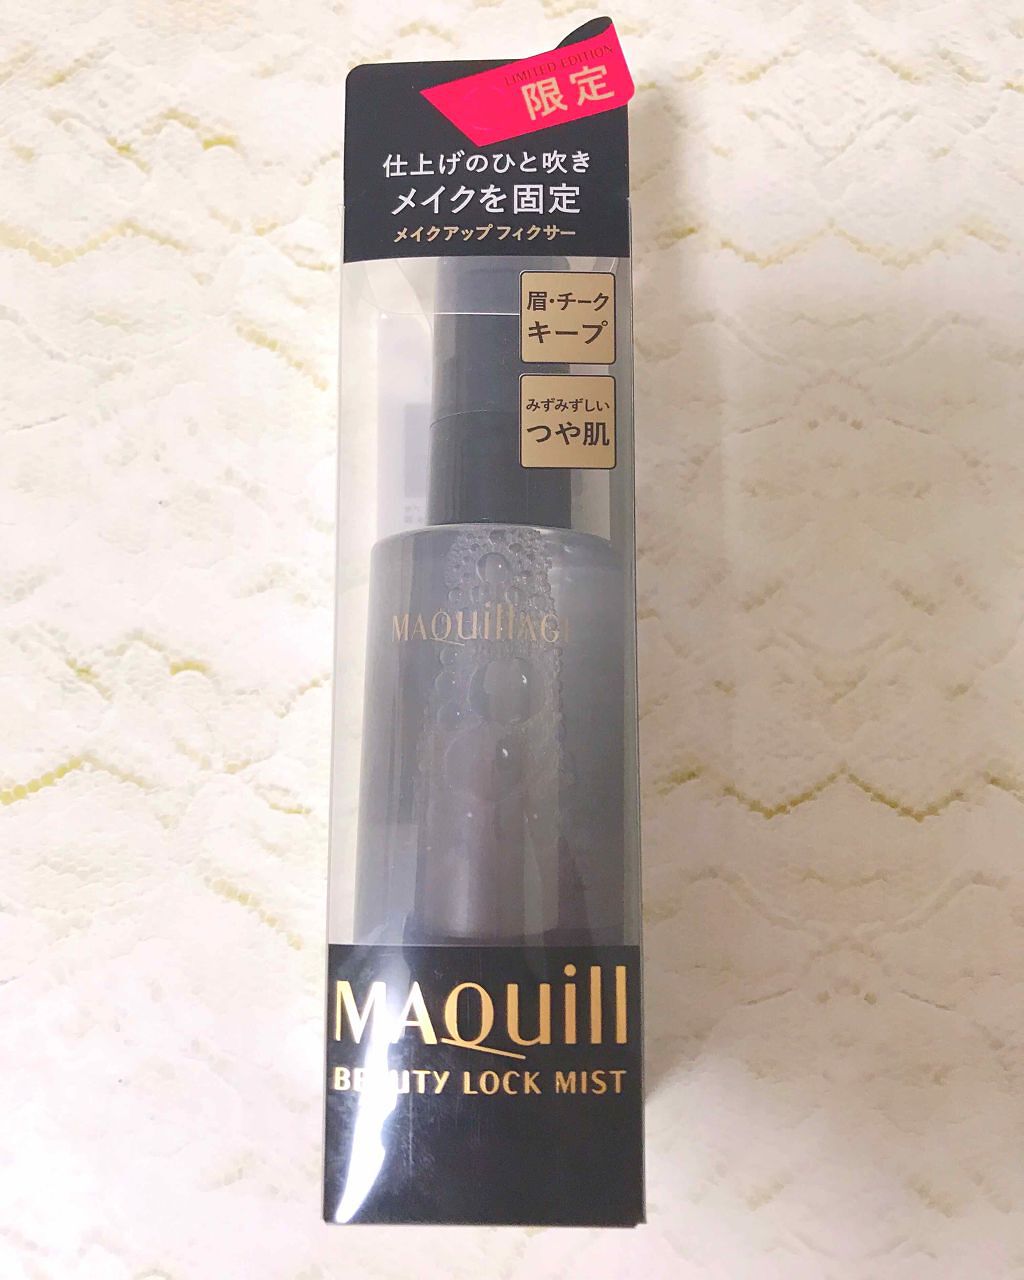 LIMITED EDITION
限定
仕上げのひと吹き
メイクを固定
メイクアップフィクサー
眉・チーク
キープ
みずみずしい
つや肌
MAQuillAGE
MAQuill
BEAUTY LOCK MIST